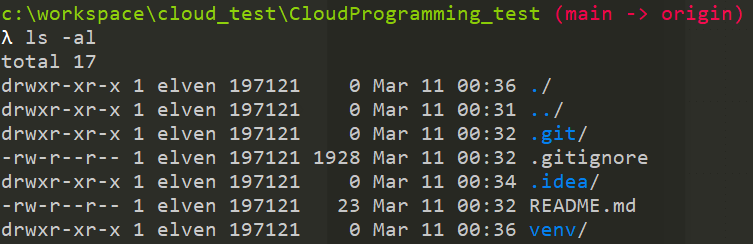 c:\workspace\cloud_test\CloudProgramming_test (main -> origin)
λ ls -al
total 17
drwxr-xr-x 1 elven 197121    0 Mar 11 00:36 ./
drwxr-xr-x 1 elven 197121    0 Mar 11 00:31 ../
drwxr-xr-x 1 elven 197121    0 Mar 11 00:32 .git/
-rw-r--r-- 1 elven 197121 1928 Mar 11 00:32 .gitignore
drwxr-xr-x 1 elven 197121    0 Mar 11 00:34 .idea/
-rw-r--r-- 1 elven 197121   23 Mar 11 00:32 README.md
drwxr-xr-x 1 elven 197121    0 Mar 11 00:36 venv/